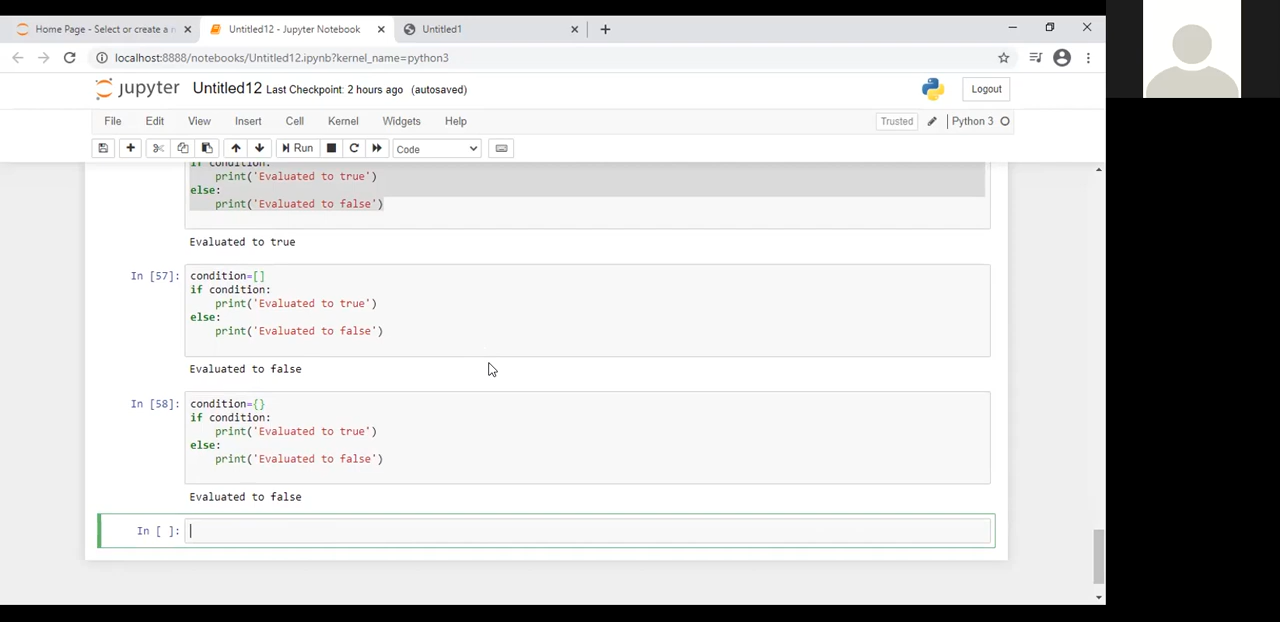 Home Page - Select or create a n
Untitled12 - Jupyter Notebook
Untitled1
localhost:8888/notebooks/Untitled12.ipynb?kernel_name=python3
jupyter Untitled12 Last Checkpoint: 2 hours ago (autosaved)
Logout
File Edit View Insert Cell Kernel Widgets Help
Trusted Python 3
Run Code
if condition:
print('Evaluated to true')
else:
print('Evaluated to false')
Evaluated to true
In [57]: condition=[]
if condition:
print('Evaluated to true')
else:
print('Evaluated to false')
Evaluated to false
In [58]: condition={}
if condition:
print('Evaluated to true')
else:
print('Evaluated to false')
Evaluated to false
In [ ]: